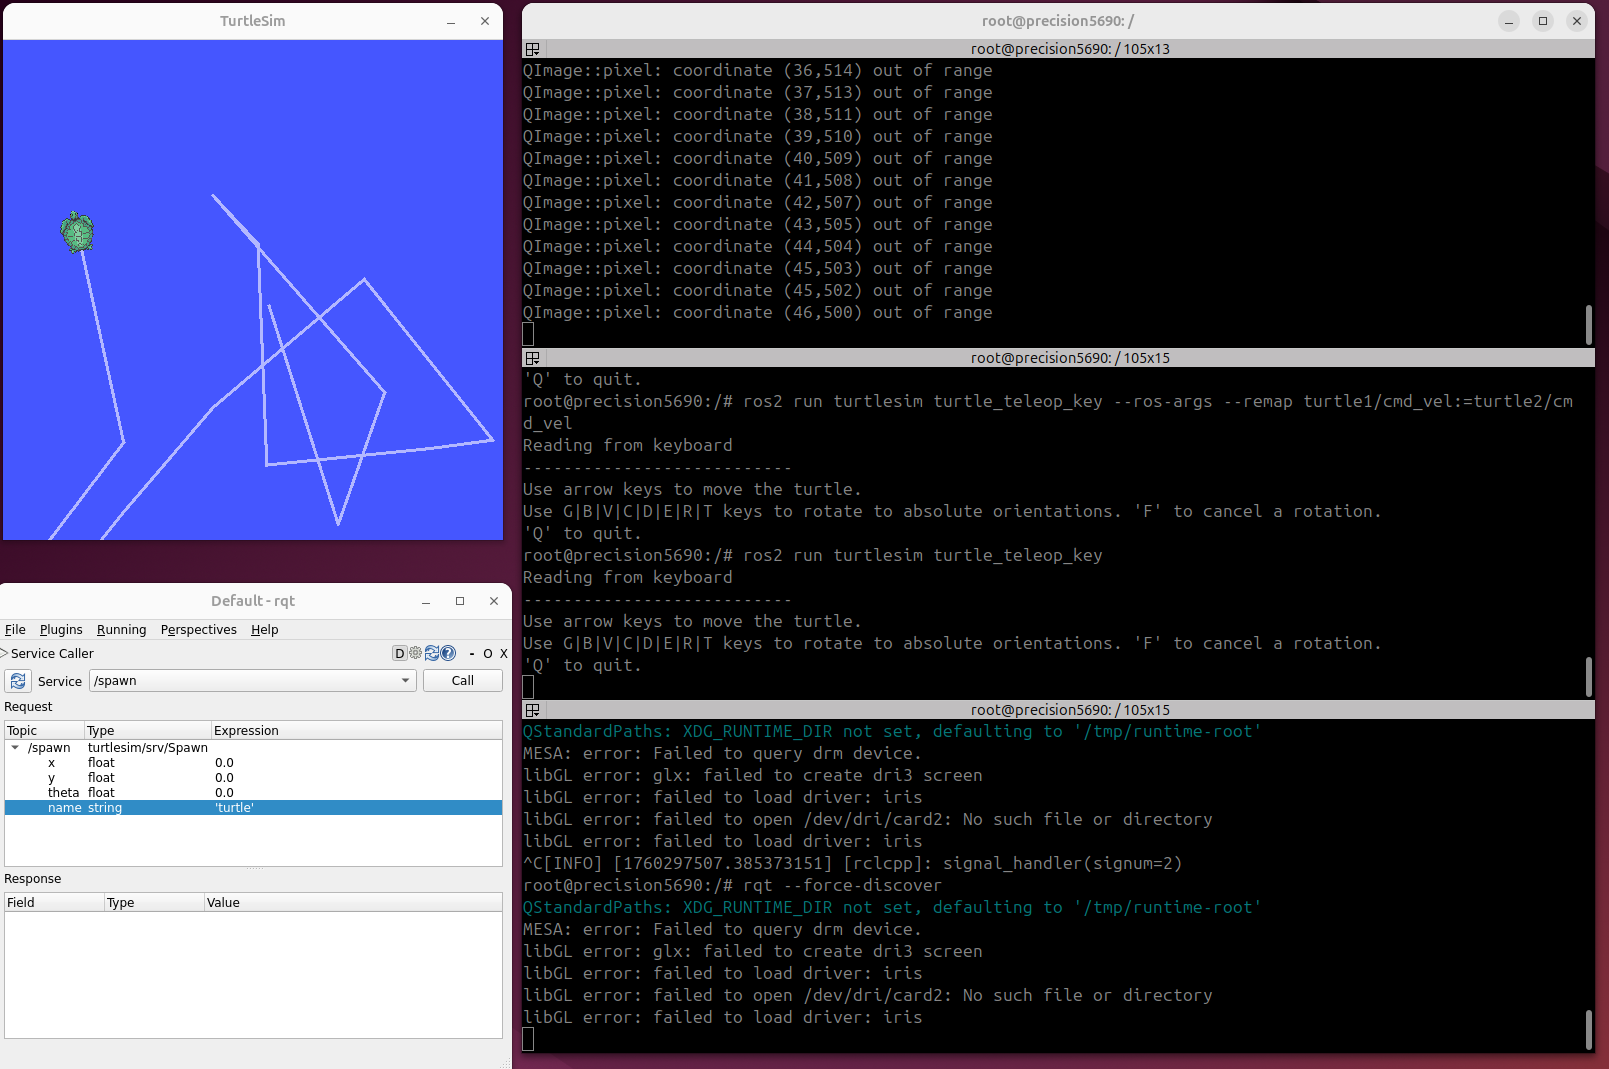 TurtleSim
root@precision5690: /
root@precision5690: / 105x13
QImage::pixel: coordinate (36,514) out of range
QImage::pixel: coordinate (37,513) out of range
QImage::pixel: coordinate (38,511) out of range
QImage::pixel: coordinate (39,510) out of range
QImage::pixel: coordinate (40,509) out of range
QImage::pixel: coordinate (41,508) out of range
QImage::pixel: coordinate (42,507) out of range
QImage::pixel: coordinate (43,505) out of range
QImage::pixel: coordinate (44,504) out of range
QImage::pixel: coordinate (45,503) out of range
QImage::pixel: coordinate (45,502) out of range
QImage::pixel: coordinate (46,500) out of range
root@precision5690: / 105x15
'Q' to quit.
root@precision5690:/# ros2 run turtlesim turtle_teleop_key --ros-args --remap turtle1/cmd_vel:=turtle2/cm
d_vel
Reading from keyboard
---------------------------
Use arrow keys to move the turtle.
Use G|B|V|C|D|E|R|T keys to rotate to absolute orientations. 'F' to cancel a rotation.
'Q' to quit.
root@precision5690:/# ros2 run turtlesim turtle_teleop_key
Reading from keyboard
---------------------------
Use arrow keys to move the turtle.
Use G|B|V|C|D|E|R|T keys to rotate to absolute orientations. 'F' to cancel a rotation.
'Q' to quit.
root@precision5690: / 105x15
QStandardPaths: XDG_RUNTIME_DIR not set, defaulting to '/tmp/runtime-root'
MESA: error: Failed to query drm device.
libGL error: glx: failed to create dri3 screen
libGL error: failed to load driver: iris
libGL error: failed to open /dev/dri/card2: No such file or directory
libGL error: failed to load driver: iris
^C[INFO] [1760297507.385373151] [rclcpp]: signal_handler(signum=2)
root@precision5690:/# rqt --force-discover
QStandardPaths: XDG_RUNTIME_DIR not set, defaulting to '/tmp/runtime-root'
MESA: error: Failed to query drm device.
libGL error: glx: failed to create dri3 screen
libGL error: failed to load driver: iris
libGL error: failed to open /dev/dri/card2: No such file or directory
libGL error: failed to load driver: iris
Default - rqt
File Plugins Running Perspectives Help
Service Caller D ? - O X
Service /spawn Call
Request
Topic Type Expression
/spawn turtlesim/srv/Spawn
x float 0.0
y float 0.0
theta float 0.0
name string 'turtle'
Response
Field Type Value